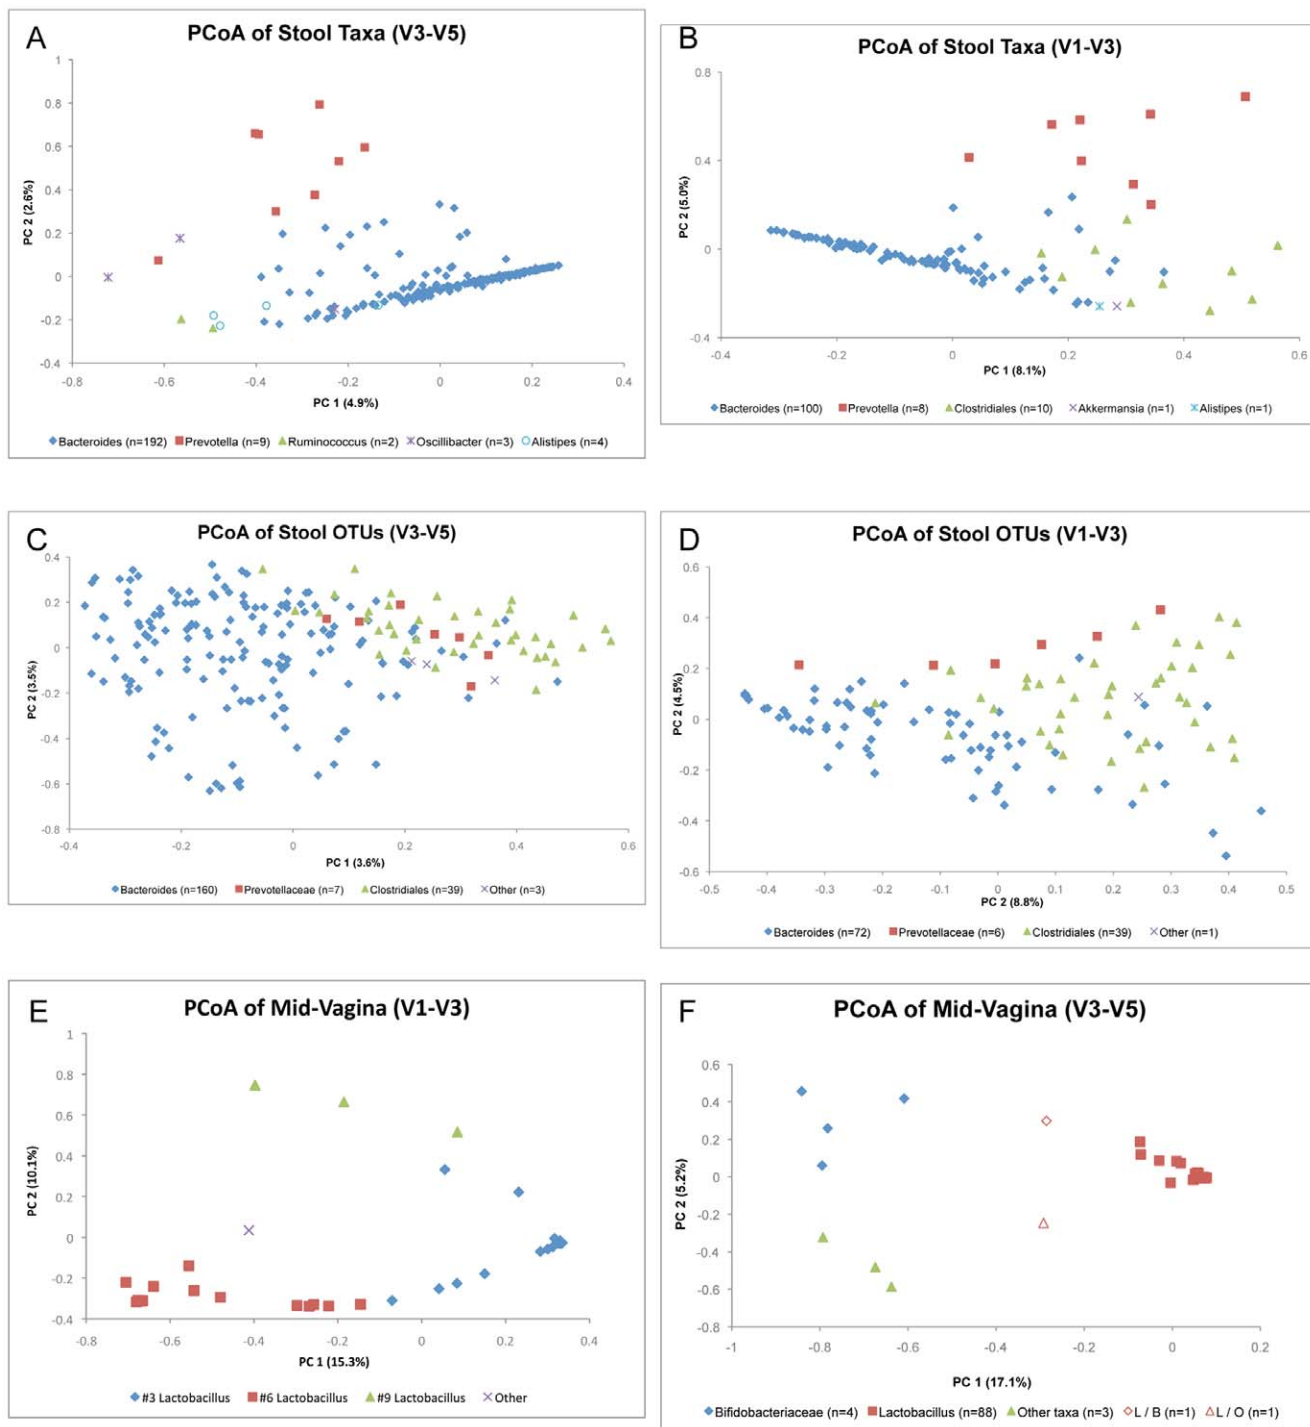 A
PCoA of Stool Taxa (V3-V5)
1
0.8
0.6
0.4
0.2
0
-0.2
-0.4
PC 2 (2.6%)
-0.8 -0.6 -0.4 -0.2 0 0.2 0.4
PC 1 (4.9%)
Bacteroides (n=192) Prevotella (n=9) Ruminococcus (n=2) Oscillibacter (n=3) Alistipes (n=4)
B
PCoA of Stool Taxa (V1-V3)
0.8
0.4
0
-0.4
PC 2 (5.0%)
-0.4 -0.2 0 0.2 0.4 0.6
PC 1 (8.1%)
Bacteroides (n=100) Prevotella (n=8) Clostridiales (n=10) Akkermansia (n=1) Alistipes (n=1)
C
PCoA of Stool OTUs (V3-V5)
0.4
0.2
0
-0.2
-0.4
-0.6
-0.8
PC 2 (3.5%)
-0.4 -0.2 0 0.2 0.4 0.6
PC 1 (3.6%)
Bacteroides (n=160) Prevotellaceae (n=7) Clostridiales (n=39) Other (n=3)
D
PCoA of Stool OTUs (V1-V3)
0.6
0.4
0.2
0
-0.2
-0.4
-0.6
PC 2 (4.5%)
-0.5 -0.4 -0.3 -0.2 -0.1 0 0.1 0.2 0.3 0.4 0.5
PC 2 (8.8%)
Bacteroides (n=72) Prevotellaceae (n=6) Clostridiales (n=39) Other (n=1)
E
PCoA of Mid-Vagina (V1-V3)
1
0.8
0.6
0.4
0.2
0
-0.2
-0.4
PC 2 (10.1%)
-0.8 -0.6 -0.4 -0.2 0 0.2 0.4
PC 1 (15.3%)
#3 Lactobacillus #6 Lactobacillus #9 Lactobacillus Other
F
PCoA of Mid-Vagina (V3-V5)
0.6
0.4
0.2
0
-0.2
-0.4
-0.6
-0.8
PC 2 (5.2%)
-1 -0.8 -0.6 -0.4 -0.2 0 0.2
PC 1 (17.1%)
Bifidobacteriaceae (n=4) Lactobacillus (n=88) Other taxa (n=3) L / B (n=1) L / O (n=1)